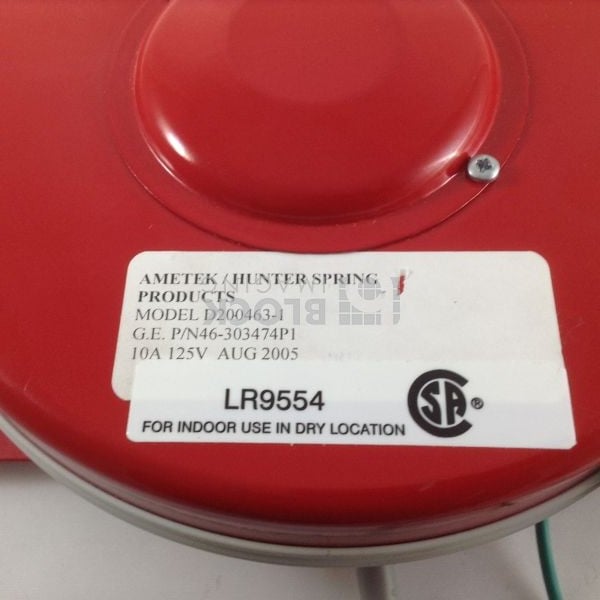 AMETEK / HUNTER SPRING
PRODUCTS
MODEL D200463-1
G.E. P/N46-303474P1
10A 125V AUG 2005
LR9554
FOR INDOOR USE IN DRY LOCATION
CSA ®